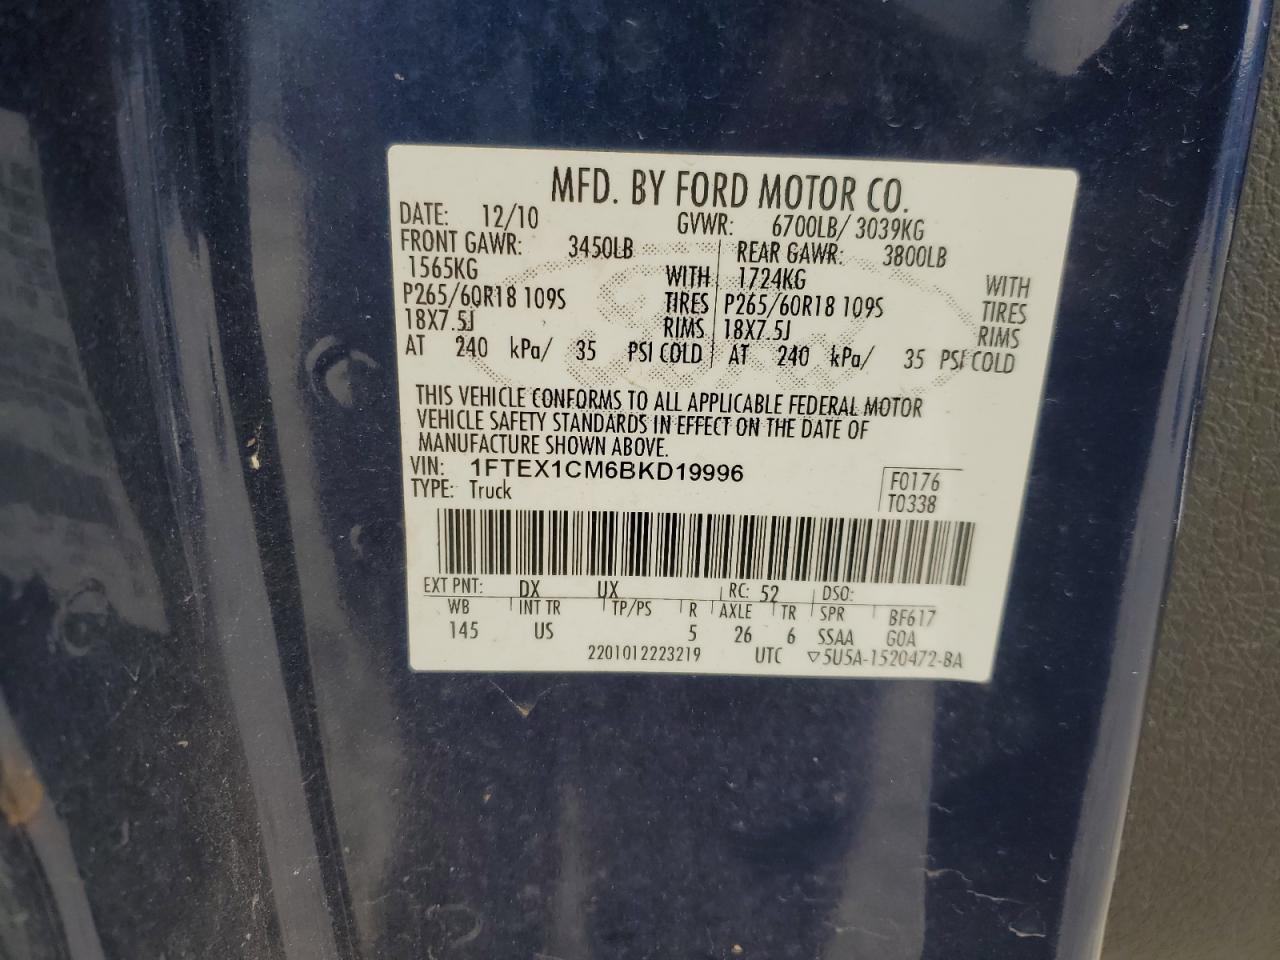 MFD. BY FORD MOTOR CO.
DATE: 12/10 GVWR: 6700LB/ 3039KG
FRONT GAWR: 3450LB REAR GAWR: 3800LB
1565KG WITH 1724KG WITH
P265/60R18 109S TIRES P265/60R18 109S TIRES
18X7.5J RIMS 18X7.5J RIMS
AT 240 kPa/ 35 PSI COLD AT 240 kPa/ 35 PSI COLD
THIS VEHICLE CONFORMS TO ALL APPLICABLE FEDERAL MOTOR
VEHICLE SAFETY STANDARDS IN EFFECT ON THE DATE OF
MANUFACTURE SHOWN ABOVE.
VIN: 1FTEX1CM6BKD19996 F0176
TYPE: Truck T0338
EXT PNT: DX UX RC: 52 DSO:
WB INT TR TP/PS R AXLE TR SPR BF617
145 US 5 26 6 SSAA GOA
2201012223219 UTC ▽5U5A-1520472-BA